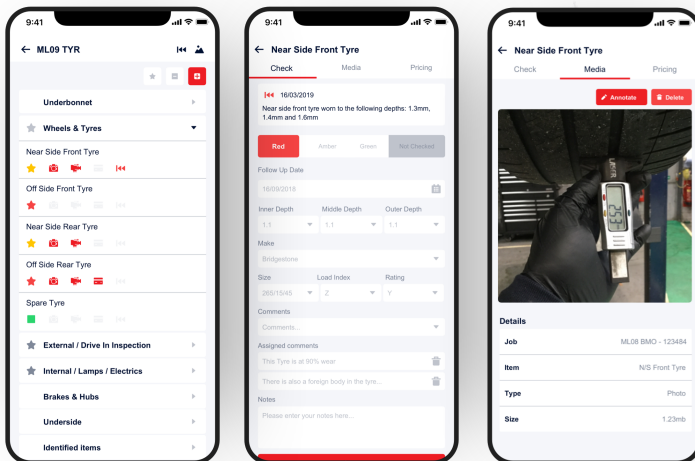 9:41
ML09 TYR
Underbonnet
Wheels & Tyres
Near Side Front Tyre
Off Side Front Tyre
Near Side Rear Tyre
Off Side Rear Tyre
Spare Tyre
External / Drive In Inspection
Internal / Lamps / Electrics
Brakes & Hubs
Underside
Identified items
9:41
Near Side Front Tyre
Check Media Pricing
16/03/2019
Near side front tyre worn to the following depths: 1.3mm,
1.4mm and 1.6mm
Red Amber Green Not Checked
Follow Up Date
16/09/2018
Inner Depth Middle Depth Outer Depth
1.1 1.1 1.1
Make
Bridgestone
Size Load Index Rating
265/15/45 Z Y
Comments
Comments...
Assigned comments
This Tyre is at 90% wear
There is also a foreign body in the tyre...
Notes
Please enter your notes here...
9:41
Near Side Front Tyre
Check Media Pricing
Annotate Delete
Details
Job ML08 BMO - 123484
Item N/S Front Tyre
Type Photo
Size 1.23mb